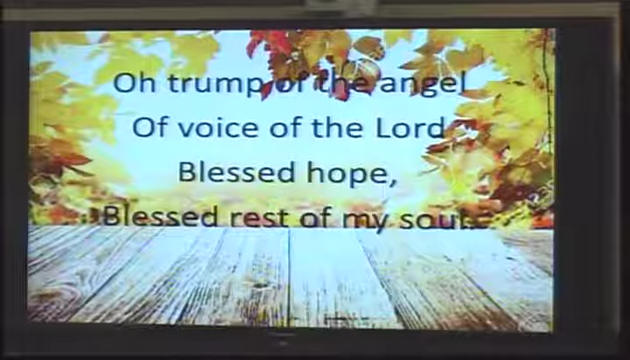 Oh trump of the angel
Of voice of the Lord
Blessed hope,
Blessed rest of my soul.